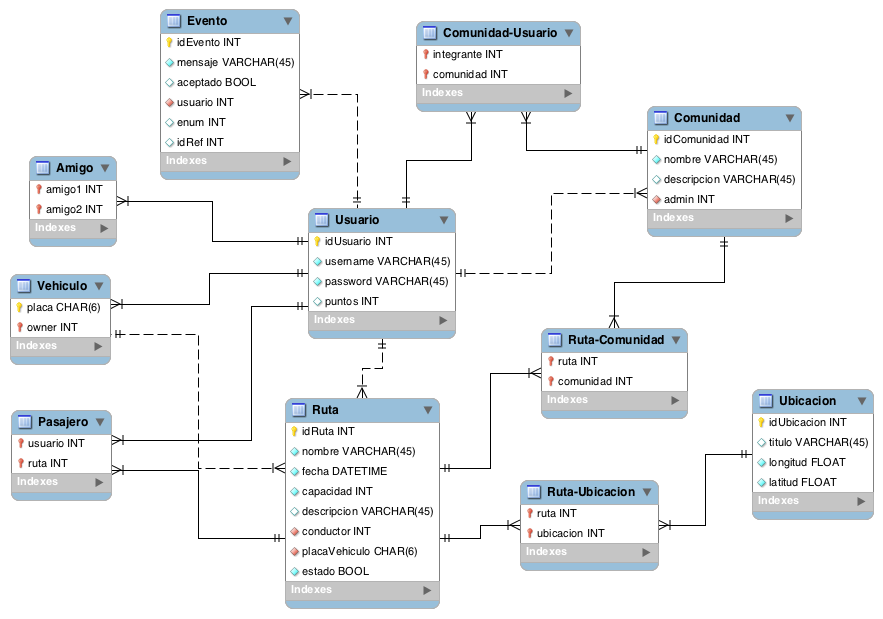 Evento
idEvento INT
mensaje VARCHAR(45)
aceptado BOOL
usuario INT
enum INT
idRef INT
Indexes
Comunidad-Usuario
integrante INT
comunidad INT
Indexes
Comunidad
idComunidad INT
nombre VARCHAR(45)
descripcion VARCHAR(45)
admin INT
Indexes
Amigo
amigo1 INT
amigo2 INT
Indexes
Usuario
idUsuario INT
username VARCHAR(45)
password VARCHAR(45)
puntos INT
Indexes
Vehiculo
placa CHAR(6)
owner INT
Indexes
Ruta-Comunidad
ruta INT
comunidad INT
Indexes
Pasajero
usuario INT
ruta INT
Indexes
Ruta
idRuta INT
nombre VARCHAR(45)
fecha DATETIME
capacidad INT
descripcion VARCHAR(45)
conductor INT
placaVehiculo CHAR(6)
estado BOOL
Indexes
Ubicacion
idUbicacion INT
titulo VARCHAR(45)
longitud FLOAT
latitud FLOAT
Indexes
Ruta-Ubicacion
ruta INT
ubicacion INT
Indexes